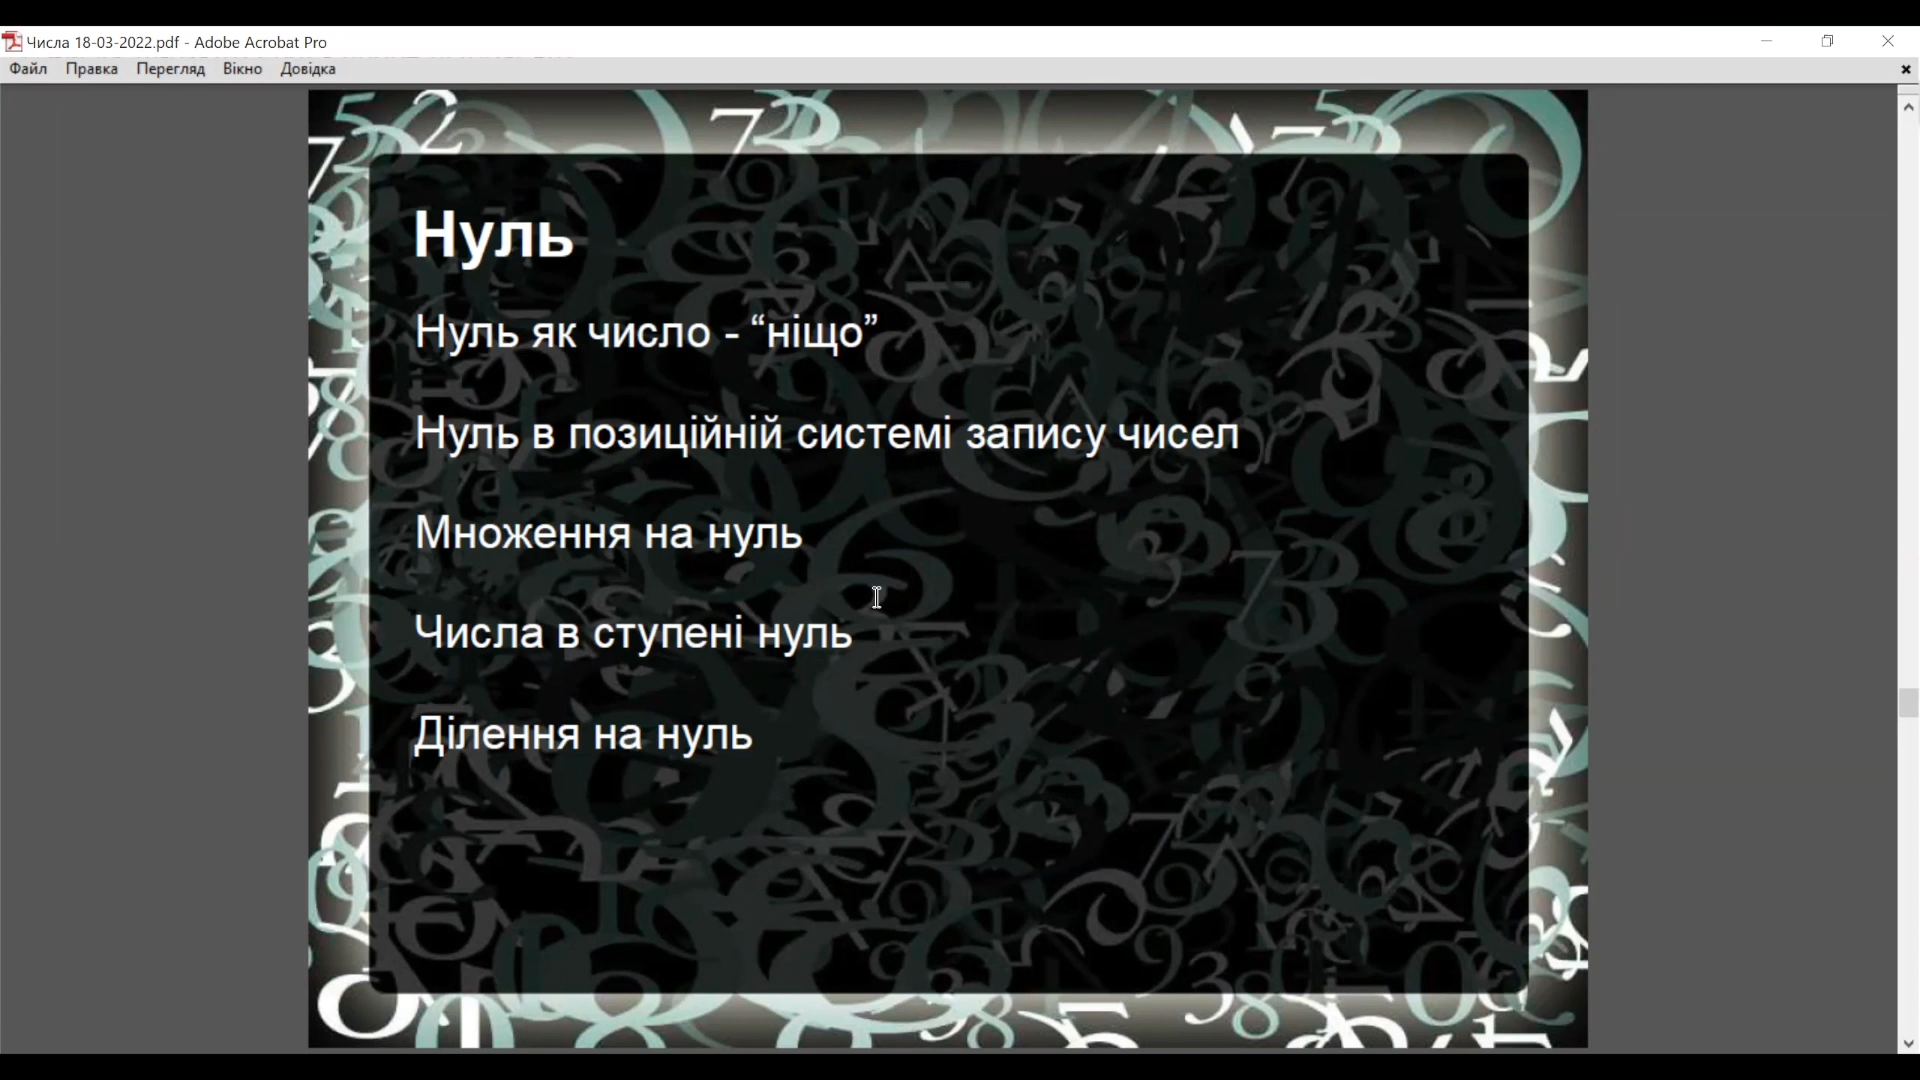 Числа 18-03-2022.pdf - Adobe Acrobat Pro
Файл Правка Перегляд Вікно Довідка
Нуль
Нуль як число - “ніщо”
Нуль в позиційній системі запису чисел
Множення на нуль
Числа в ступені нуль
Ділення на нуль